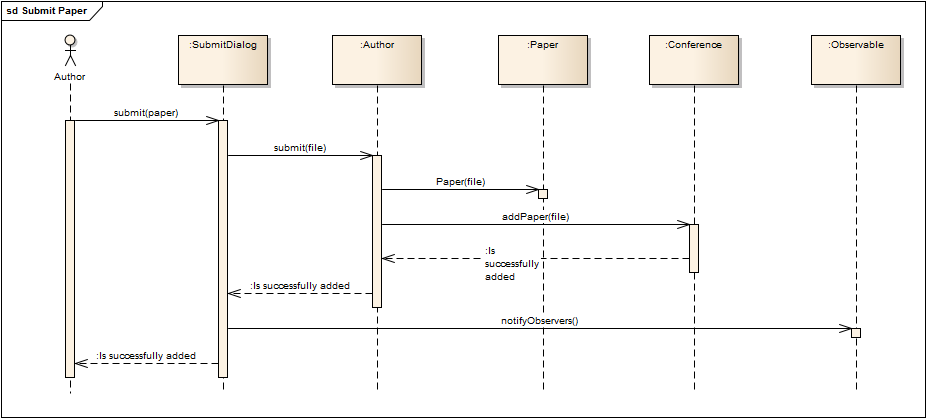 sd Submit Paper
:SubmitDialog
:Author
:Paper
:Conference
:Observable
Author
submit(paper)
submit(file)
Paper(file)
addPaper(file)
:Is
successfully
added
:Is successfully added
notifyObservers()
:Is successfully added